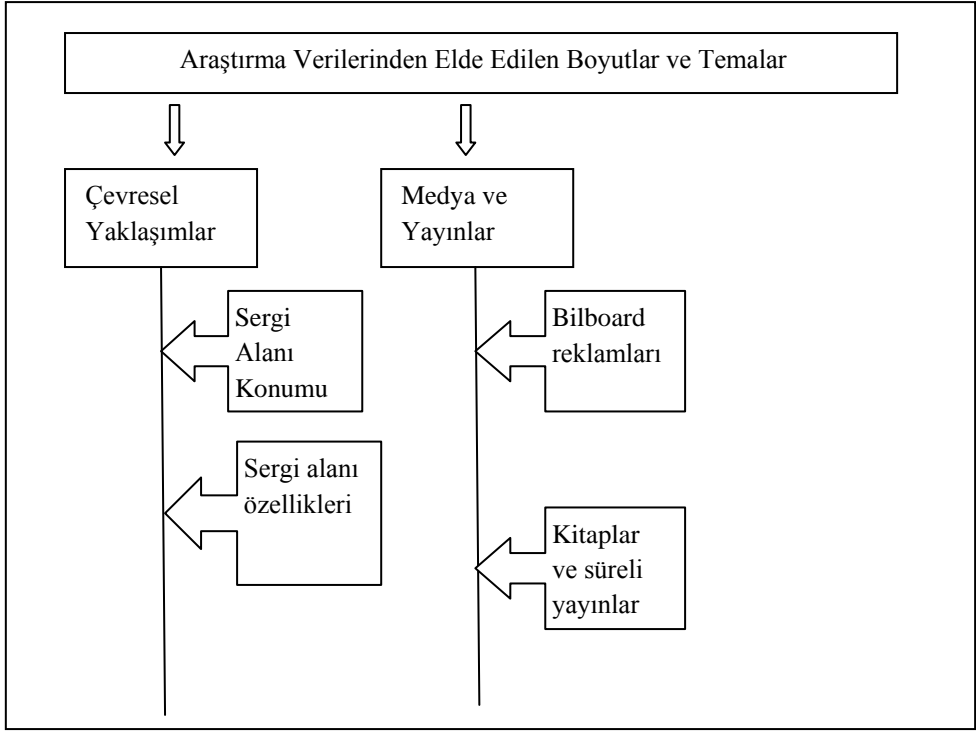 Araştırma Verilerinden Elde Edilen Boyutlar ve Temalar
Çevresel
Yaklaşımlar
Medya ve
Yayınlar
Sergi
Alanı
Konumu
Bilboard
reklamları
Sergi alanı
özellikleri
Kitaplar
ve süreli
yayınlar